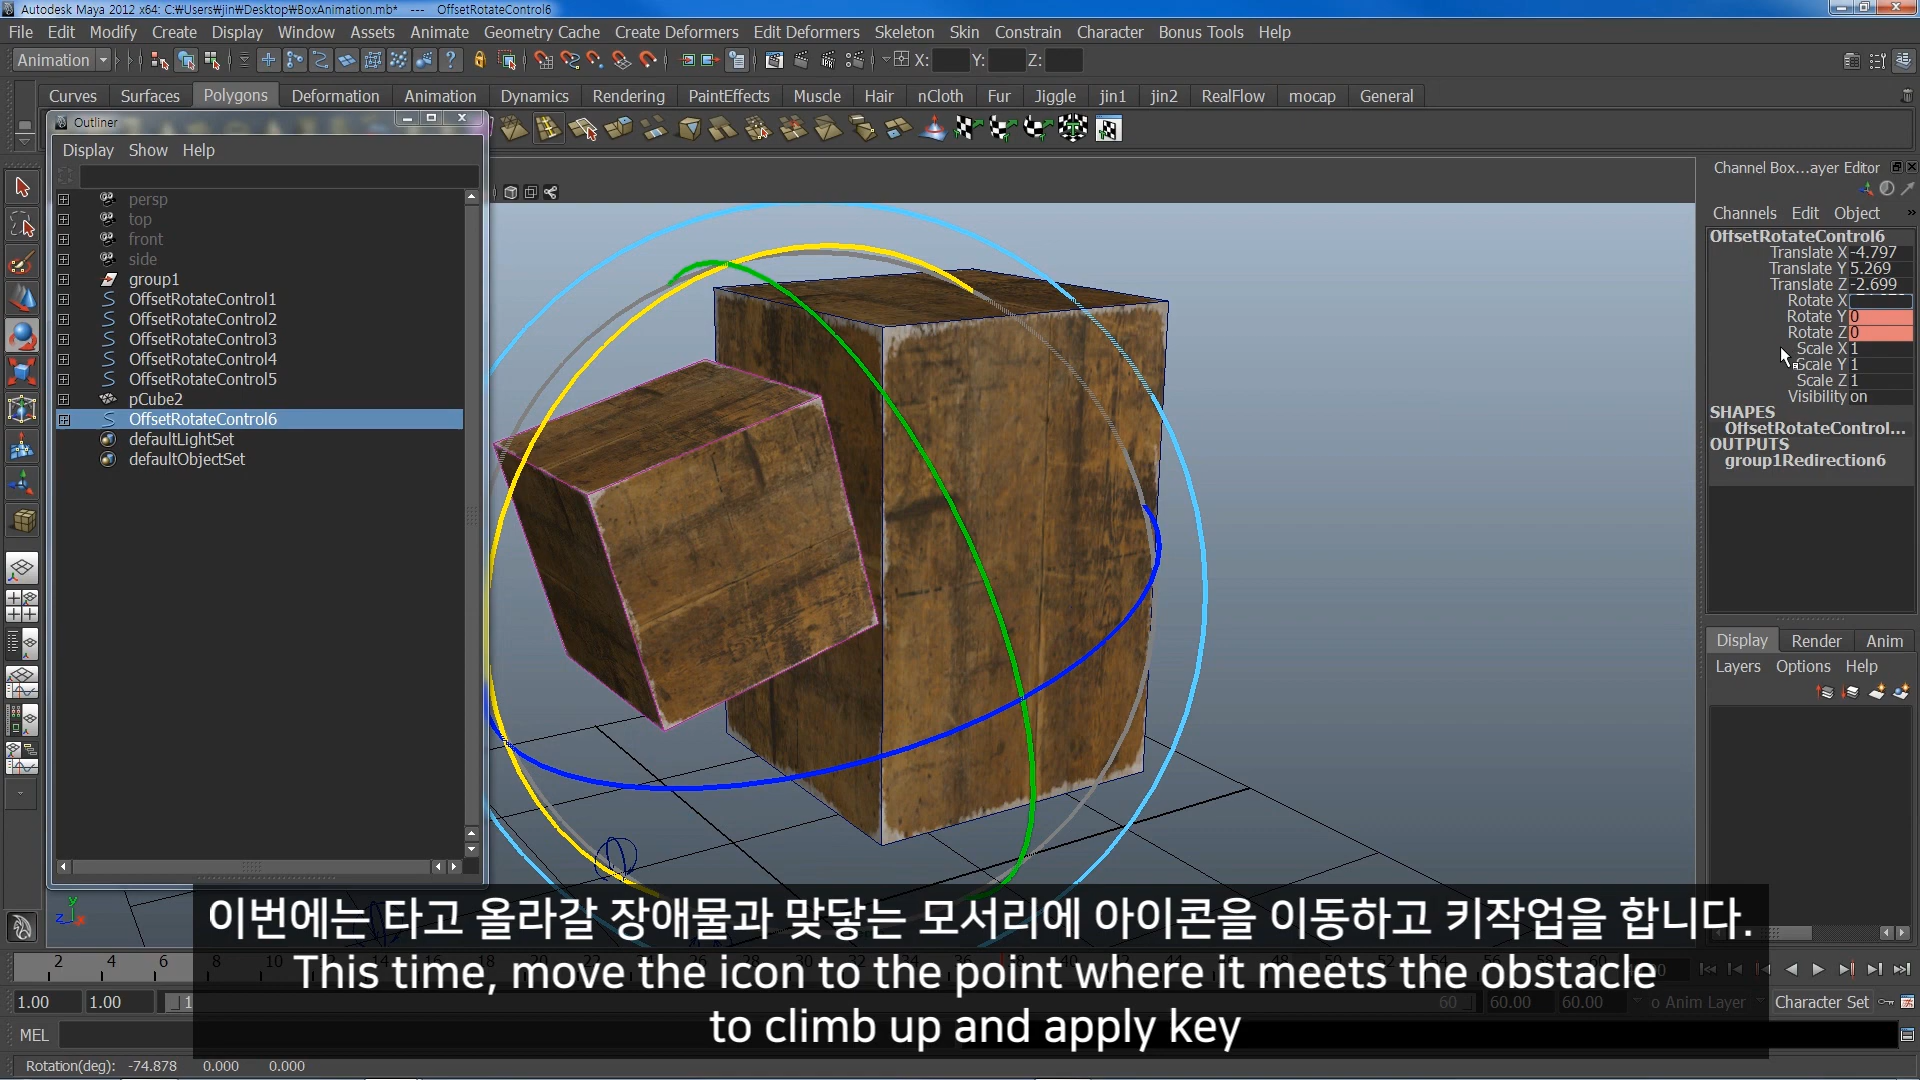 Autodesk Maya 2012 x64: C:₩Users₩jin₩Desktop₩BoxAnimation.mb* --- OffsetRotateControl6
File Edit Modify Create Display Window Assets Animate Geometry Cache Create Deformers Edit Deformers Skeleton Skin Constrain Character Bonus Tools Help
Animation X: Y: Z:
Curves Surfaces Polygons Deformation Animation Dynamics Rendering PaintEffects Muscle Hair nCloth Fur Jiggle jin1 jin2 RealFlow mocap General
Outliner
Display Show Help
persp
top
front
side
group1
OffsetRotateControl1
OffsetRotateControl2
OffsetRotateControl3
OffsetRotateControl4
OffsetRotateControl5
pCube2
OffsetRotateControl6
defaultLightSet
defaultObjectSet
Channel Box...ayer Editor
Channels Edit Object
OffsetRotateControl6
Translate X -4.797
Translate Y 5.269
Translate Z -2.699
Rotate X
Rotate Y 0
Rotate Z 0
Scale X 1
Scale Y 1
Scale Z 1
Visibility on
SHAPES
OffsetRotateControl...
OUTPUTS
group1Redirection6
Display Render Anim
Layers Options Help
이번에는 타고 올라갈 장애물과 맞닿는 모서리에 아이콘을 이동하고 키작업을 합니다.
This time, move the icon to the point where it meets the obstacle
to climb up and apply key
2 4 6 8 10
1.00 1.00 1 60 60.00 60.00 o Anim Layer Character Set
MEL
Rotation(deg): -74.878 0.000 0.000